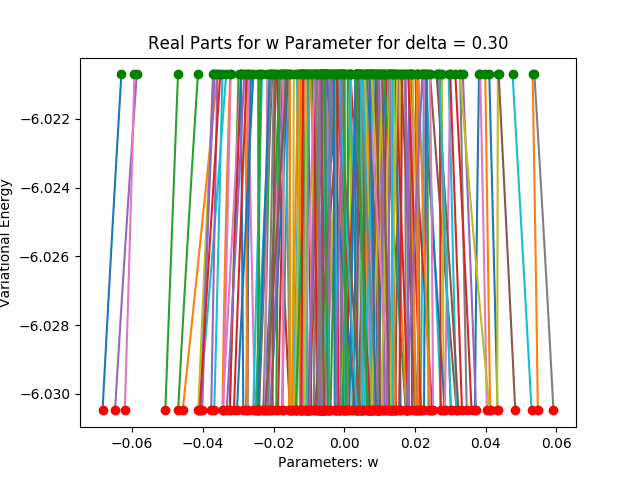 Real Parts for w Parameter for delta = 0.30
Variational Energy
−6.022
−6.024
−6.026
−6.028
−6.030
−0.06 −0.04 −0.02 0.00 0.02 0.04 0.06
Parameters: w